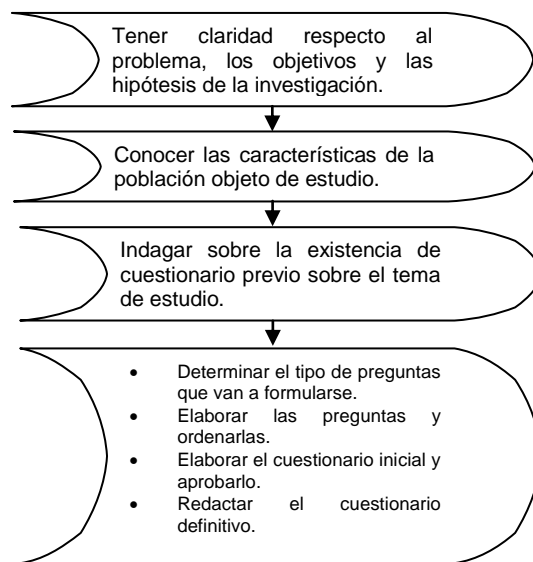 Tener claridad respecto al
problema, los objetivos y las
hipótesis de la investigación.
Conocer las características de la
población objeto de estudio.
Indagar sobre la existencia de
cuestionario previo sobre el tema
de estudio.
• Determinar el tipo de preguntas
que van a formularse.
• Elaborar las preguntas y
ordenarlas.
• Elaborar el cuestionario inicial y
aprobarlo.
• Redactar el cuestionario
definitivo.